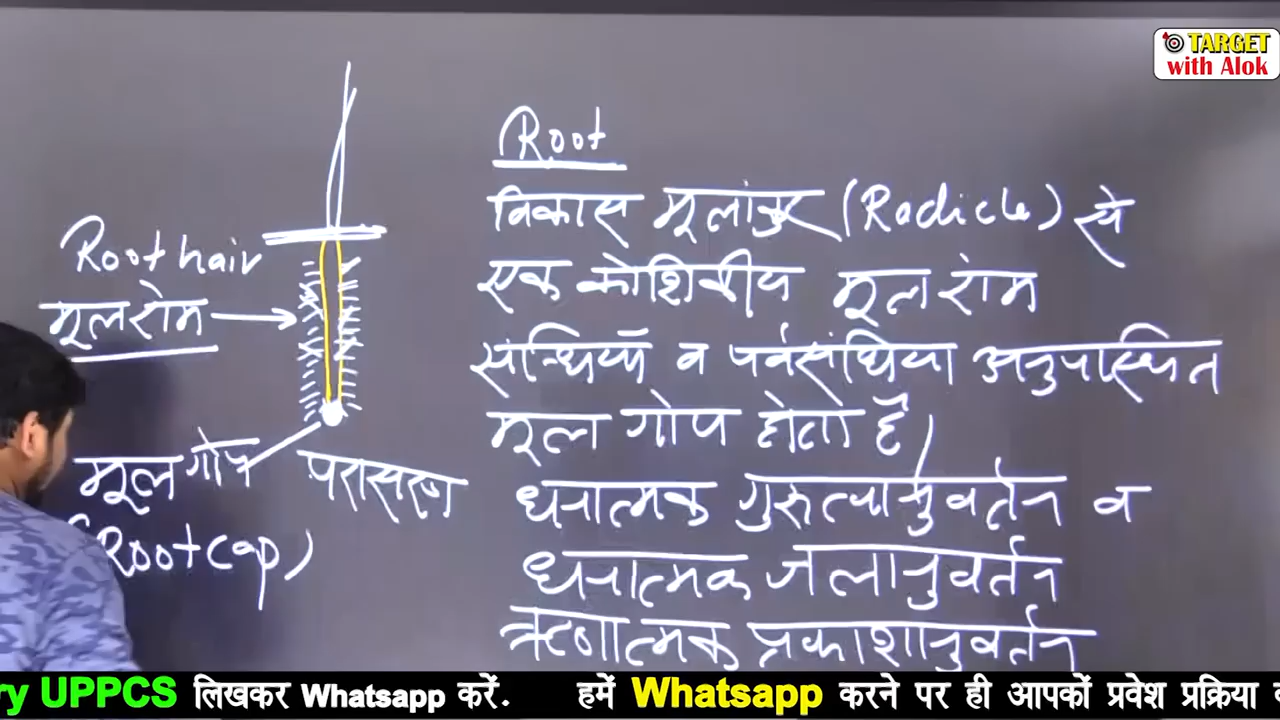 TARGET
with Alok
Root
विकास मूलांकुर (Radicle) से
एक कोशिकीय मूल रोम
सन्धियाँ व पर्वसंधिया अनुपास्थित
मूल गोप होतो है।
धनात्मक गुरुत्वानुवर्तन व
धनात्मक जलानुवर्तन
ऋणात्मक प्रकाशानुवर्तन
Root hair
मूलरोम
मूल गोप
(Root cap)
परासरण
ry UPPCS लिखकर Whatsapp करें. हमें Whatsapp करने पर ही आपकों प्रवेश प्रक्रिया